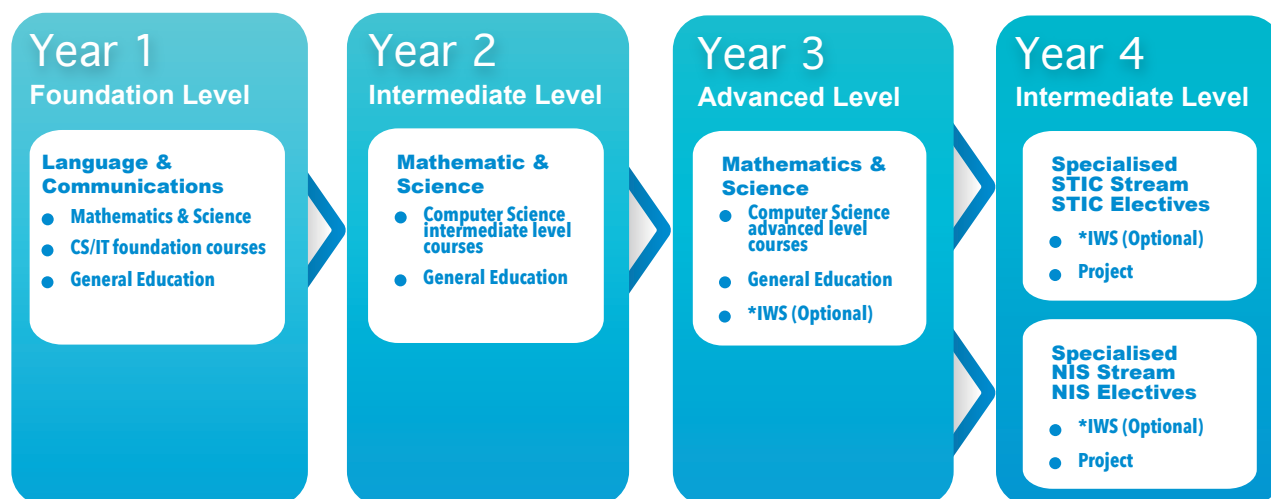 Year 1
Foundation Level
Language &
Communications
Mathematics & Science
CS/IT foundation courses
General Education
Year 2
Intermediate Level
Mathematic &
Science
Computer Science
intermediate level
courses
General Education
Year 3
Advanced Level
Mathematics &
Science
Computer Science
advanced level
courses
General Education
*IWS (Optional)
Year 4
Intermediate Level
Specialised
STIC Stream
STIC Electives
*IWS (Optional)
Project
Specialised
NIS Stream
NIS Electives
*IWS (Optional)
Project